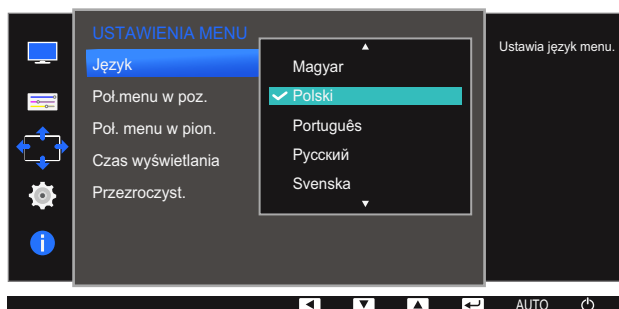 USTAWIENIA MENU
Język
Poł.menu w poz.
Poł. menu w pion.
Czas wyświetlania
Przezroczyst.
Magyar
Polski
Português
Русский
Svenska
Ustawia język menu.
AUTO